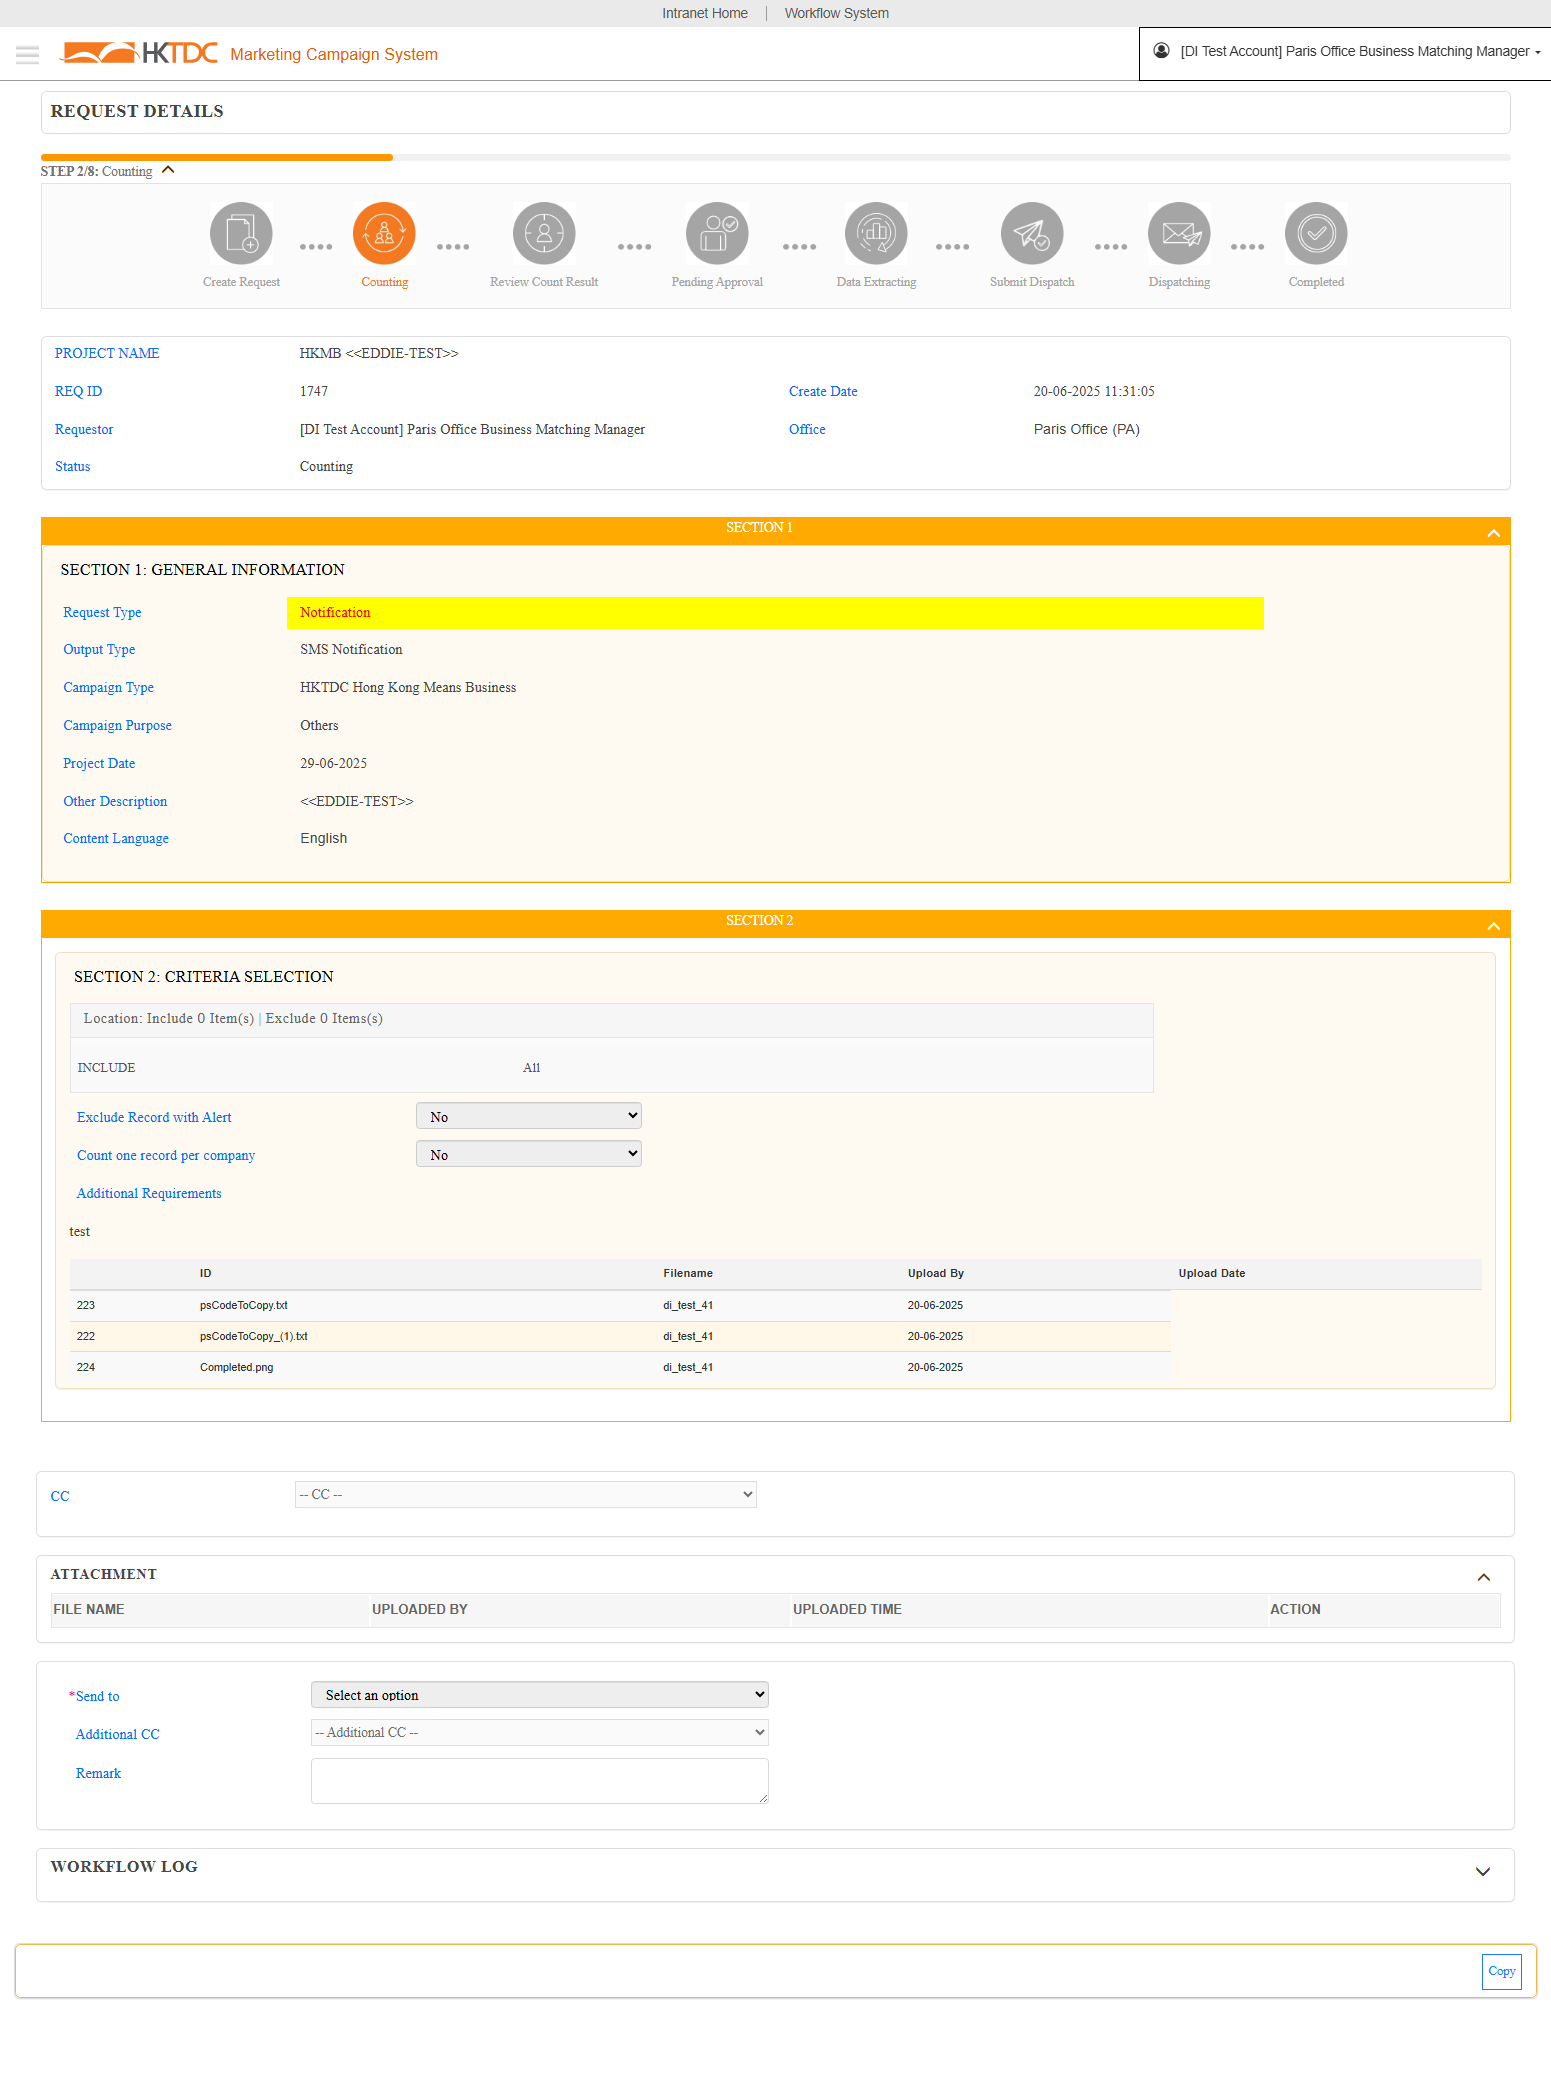 Intranet Home | Workflow System
HKTDC Marketing Campaign System
[DI Test Account] Paris Office Business Matching Manager
REQUEST DETAILS
STEP 2/8: Counting
Create Request
Counting
Review Count Result
Pending Approval
Data Extracting
Submit Dispatch
Dispatching
Completed
PROJECT NAME HKMB <<EDDIE-TEST>>
REQ ID 1747 Create Date 20-06-2025 11:31:05
Requestor [DI Test Account] Paris Office Business Matching Manager Office Paris Office (PA)
Status Counting
SECTION 1
SECTION 1: GENERAL INFORMATION
Request Type Notification
Output Type SMS Notification
Campaign Type HKTDC Hong Kong Means Business
Campaign Purpose Others
Project Date 29-06-2025
Other Description <<EDDIE-TEST>>
Content Language English
SECTION 2
SECTION 2: CRITERIA SELECTION
Location: Include 0 Item(s) | Exclude 0 Items(s)
INCLUDE All
Exclude Record with Alert No
Count one record per company No
Additional Requirements
test
ID Filename Upload By Upload Date
223 psCodeToCopy.txt di_test_41 20-06-2025
222 psCodeToCopy_(1).txt di_test_41 20-06-2025
224 Completed.png di_test_41 20-06-2025
CC -- CC --
ATTACHMENT
FILE NAME UPLOADED BY UPLOADED TIME ACTION
*Send to Select an option
Additional CC -- Additional CC --
Remark
WORKFLOW LOG
Copy